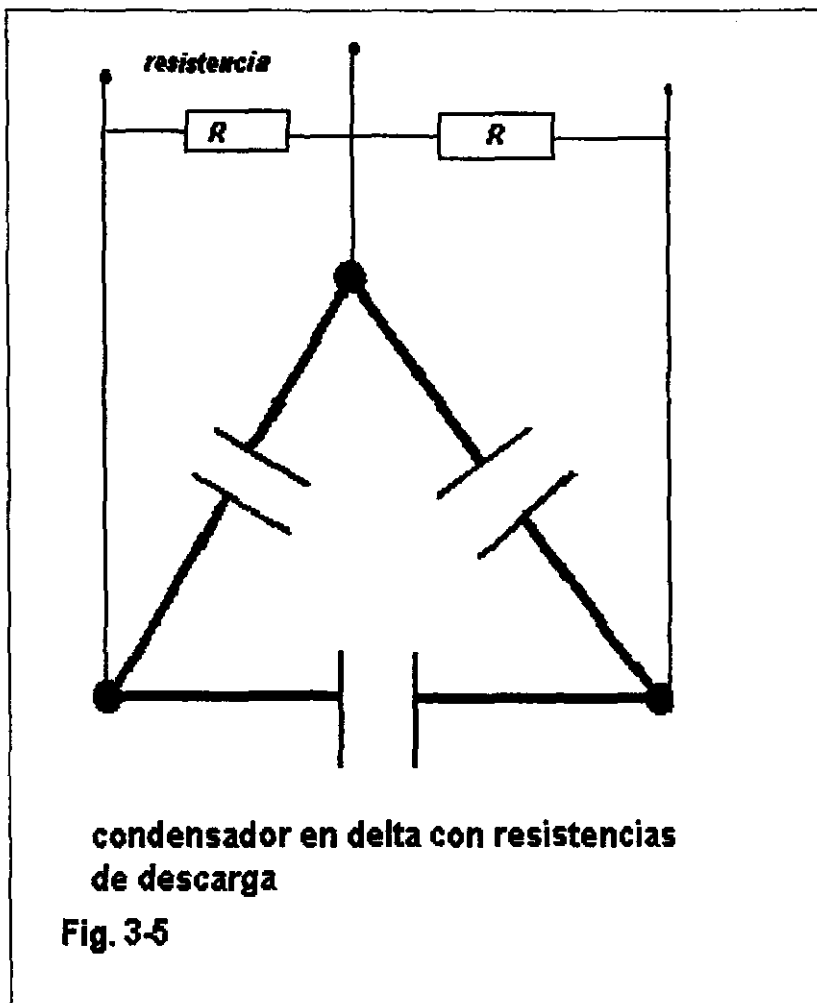 resistencia
R R
condensador en delta con resistencias
de descarga
Fig. 3-5